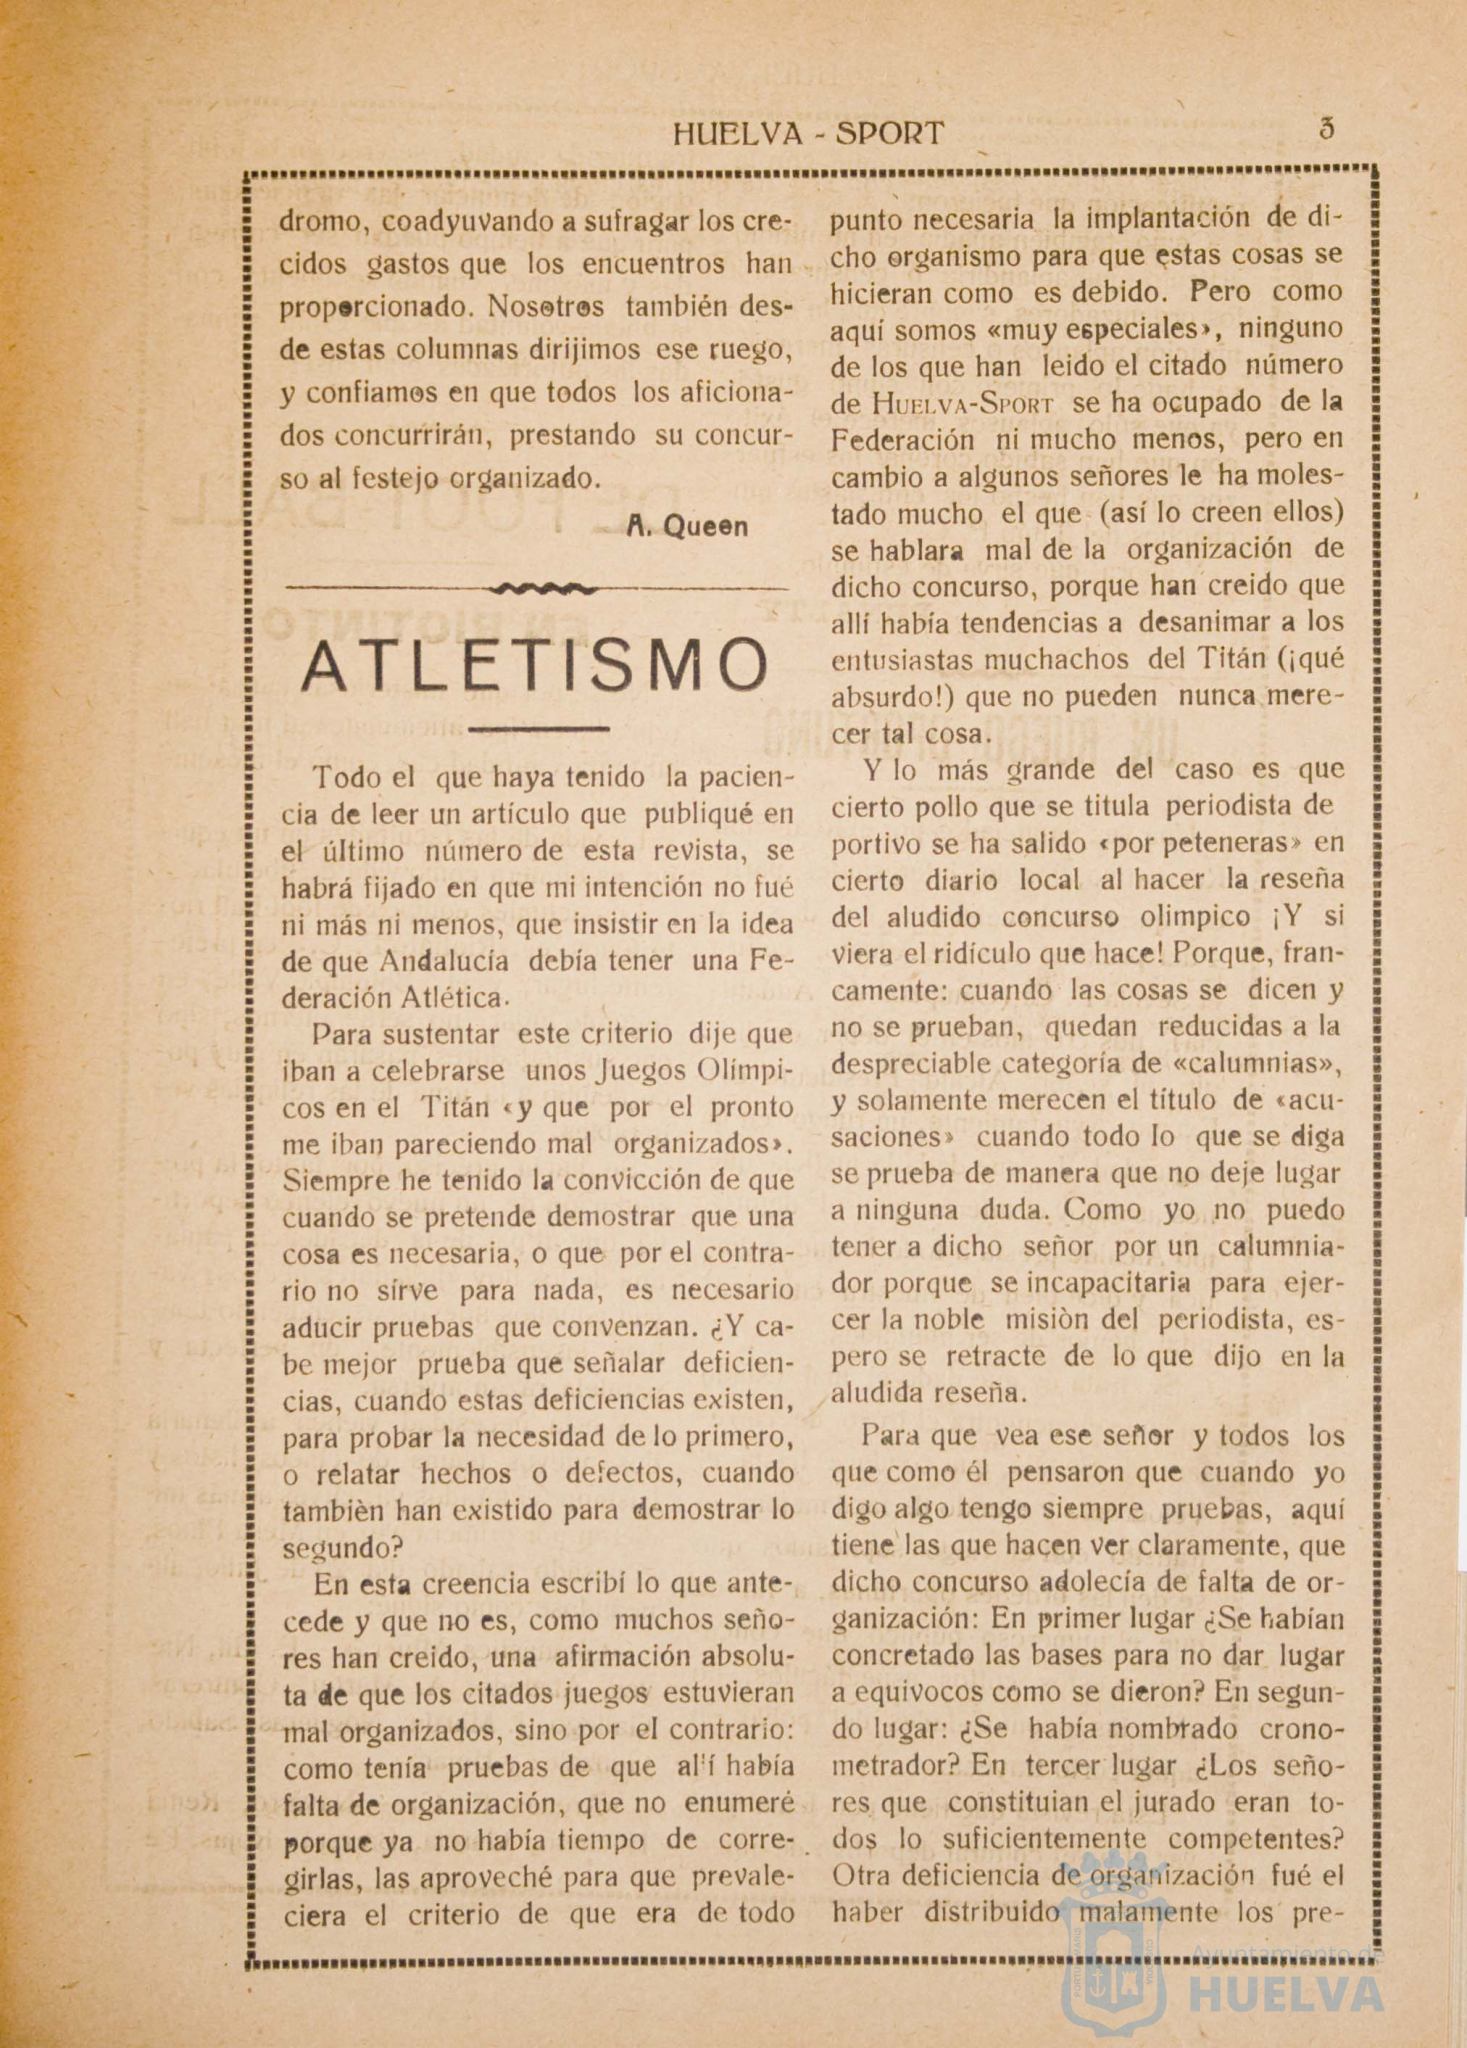 HUELVA - SPORT
3
dromo, coadyuvando a sufragar los cre-
cidos gastos que los encuentros han
proporcionado. Nosotros también des-
de estas columnas dirijimos ese ruego,
y confiamos en que todos los aficiona-
dos concurrirán, prestando su concur-
so al festejo organizado.
A. Queen
ATLETISMO
Todo el que haya tenido la pacien-
cia de leer un artículo que publiqué en
el último número de esta revista, se
habrá fijado en que mi intención no fué
ni más ni menos, que insistir en la idea
de que Andalucía debía tener una Fe-
deración Atlética.
Para sustentar este criterio dije que
iban a celebrarse unos Juegos Olímpi-
cos en el Titán «y que por el pronto
me iban pareciendo mal organizados».
Siempre he tenido la convicción de que
cuando se pretende demostrar que una
cosa es necesaria, o que por el contra-
rio no sírve para nada, es necesario
aducir pruebas que convenzan. ¿Y ca-
be mejor prueba que señalar deficien-
cias, cuando estas deficiencias existen,
para probar la necesidad de lo primero,
o relatar hechos o defectos, cuando
tambièn han existido para demostrar lo
segundo?
En esta creencia escribí lo que ante-
cede y que no es, como muchos seño-
res han creido, una afirmación absolu-
ta de que los citados juegos estuvieran
mal organizados, sino por el contrario:
como tenía pruebas de que allí había
falta de organización, que no enumeré
porque ya no había tiempo de corre-
girlas, las aproveché para que prevale-
ciera el criterio de que era de todo
punto necesaria la implantación de di-
cho organismo para que estas cosas se
hicieran como es debido. Pero como
aquí somos «muy especiales», ninguno
de los que han leido el citado número
de HUELVA-SPORT se ha ocupado de la
Federación ni mucho menos, pero en
cambio a algunos señores le ha moles-
tado mucho el que (así lo creen ellos)
se hablara mal de la organización de
dicho concurso, porque han creido que
allí había tendencias a desanimar a los
entusiastas muchachos del Titán (¡qué
absurdo!) que no pueden nunca mere-
cer tal cosa.
Y lo más grande del caso es que
cierto pollo que se titula periodista de
portivo se ha salido «por peteneras» en
cierto diario local al hacer la reseña
del aludido concurso olimpico ¡Y si
viera el ridículo que hace! Porque, fran-
camente: cuando las cosas se dicen y
no se prueban, quedan reducidas a la
despreciable categoría de «calumnias»,
y solamente merecen el título de «acu-
saciones» cuando todo lo que se diga
se prueba de manera que no deje lugar
a ninguna duda. Como yo no puedo
tener a dicho señor por un calumnia-
dor porque se incapacitaria para ejer-
cer la noble misiòn del periodista, es-
pero se retracte de lo que dijo en la
aludida reseña.
Para que vea ese señor y todos los
que como él pensaron que cuando yo
digo algo tengo siempre pruebas, aquí
tiene las que hacen ver claramente, que
dicho concurso adolecía de falta de or-
ganización: En primer lugar ¿Se habían
concretado las bases para no dar lugar
a equivocos como se dieron? En segun-
do lugar: ¿Se había nombrado crono-
metrador? En tercer lugar ¿Los seño-
res que constituian el jurado eran to-
dos lo suficientemente competentes?
Otra deficiencia de organización fué el
haber distribuido malamente los pre-
Ayuntamiento de
HUELVA